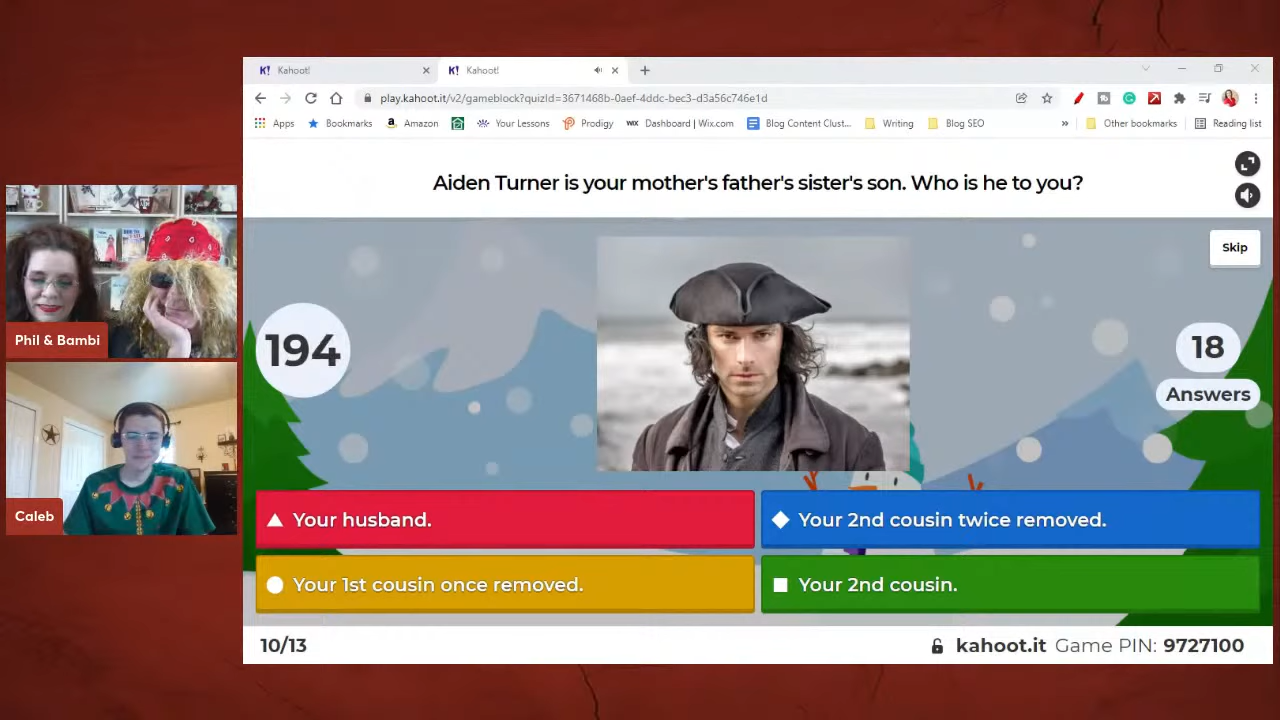 Kahoot!
Kahoot!
play.kahoot.it/v2/gameblock?quizId=3671468b-0aef-4ddc-bec3-d3a56c746e1d
Apps Bookmarks Amazon Your Lessons Prodigy Dashboard | Wix.com Blog Content Clust... Writing Blog SEO » Other bookmarks Reading list
Aiden Turner is your mother's father's sister's son. Who is he to you?
Skip
194
18
Answers
Phil & Bambi
Caleb
Your husband.
Your 2nd cousin twice removed.
Your 1st cousin once removed.
Your 2nd cousin.
10/13
kahoot.it Game PIN: 9727100